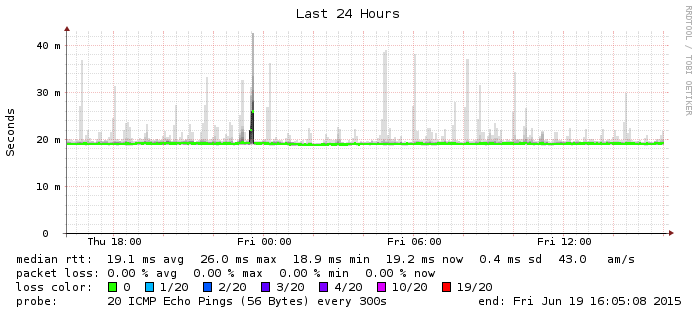 Last 24 Hours
RRDTOOL / TOBI OETIKER
Seconds
40 m
30 m
20 m
10 m
0
Thu 18:00 Fri 00:00 Fri 06:00 Fri 12:00
median rtt: 19.1 ms avg 26.0 ms max 18.9 ms min 19.2 ms now 0.4 ms sd 43.0 am/s
packet loss: 0.00 % avg 0.00 % max 0.00 % min 0.00 % now
loss color: 0 1/20 2/20 3/20 4/20 10/20 19/20
probe: 20 ICMP Echo Pings (56 Bytes) every 300s end: Fri Jun 19 16:05:08 2015